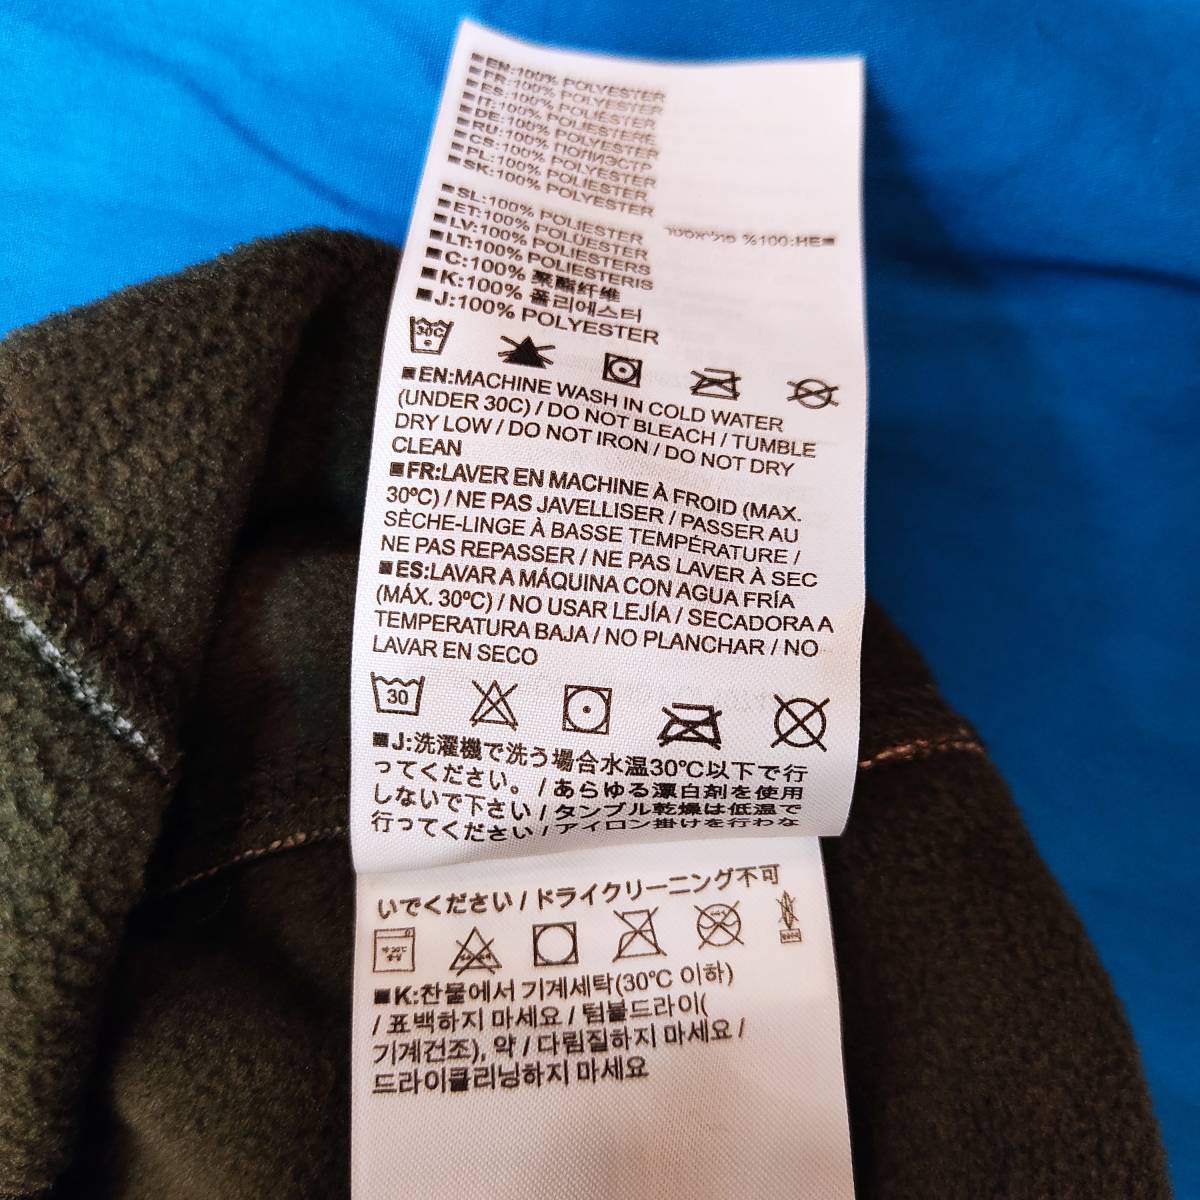 ■EN:100% POLYESTER
■FR:100% POLYESTER
■ES:100% POLIÉSTER
■IT:100% POLIESTERE
■DE:100% POLYESTER
■RU:100% ПОЛИЭСТР
■CS:100% POLYESTER
■PL:100% POLIESTER
■SK:100% POLYESTER
■SL:100% POLIESTER
■ET:100% POLÜESTER
■LV:100% POLIESTERS
■LT:100% POLIESTERIS
■HE:100% פוליאסטר
■C:100% 聚酯纤维
■K:100% 폴리에스터
■J:100% POLYESTER
30C
■EN:MACHINE WASH IN COLD WATER
(UNDER 30C) / DO NOT BLEACH / TUMBLE
DRY LOW / DO NOT IRON / DO NOT DRY
CLEAN
■FR:LAVER EN MACHINE À FROID (MAX.
30ºC) / NE PAS JAVELLISER / PASSER AU
SÈCHE-LINGE À BASSE TEMPÉRATURE /
NE PAS REPASSER / NE PAS LAVER À SEC
■ES:LAVAR A MÁQUINA CON AGUA FRÍA
(MÁX. 30ºC) / NO USAR LEJÍA / SECADORA A
TEMPERATURA BAJA / NO PLANCHAR / NO
LAVAR EN SECO
30
■J:洗濯機で洗う場合水温30℃以下で行
ってください。 / あらゆる漂白剤を使用
しないで下さい / タンブル乾燥は低温で
行ってください / アイロン掛けを行わな
いでください / ドライクリーニング不可
■K:찬물에서 기계세탁(30℃ 이하)
/ 표백하지 마세요 / 텀블드라이(
기계건조), 약 / 다림질하지 마세요 /
드라이클리닝하지 마세요